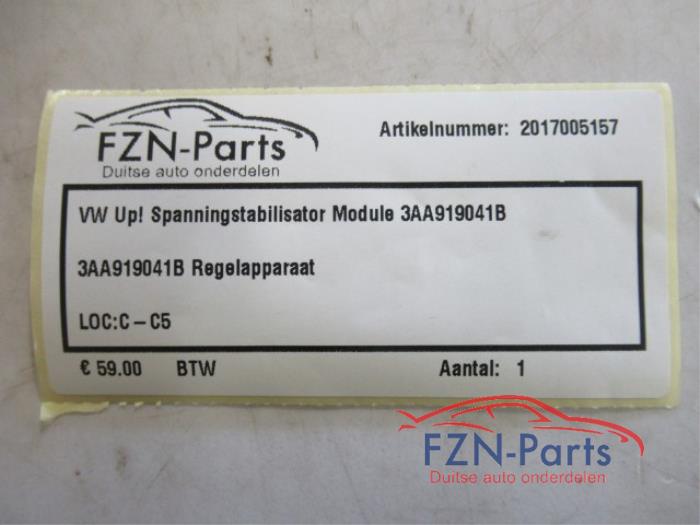 FZN-Parts
Duitse auto onderdelen
Artikelnummer: 2017005157
VW Up! Spanningstabilisator Module 3AA919041B
3AA919041B Regelapparaat
LOC:C – C5
€ 59.00 BTW Aantal: 1
FZN-Parts
Duitse auto onderdelen